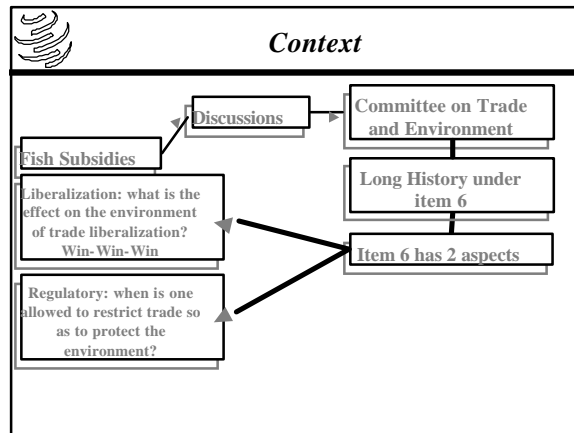 Context
Fish Subsidies
Discussions
Committee on Trade
and Environment
Long History under
item 6
Item 6 has 2 aspects
Liberalization: what is the
effect on the environment
of trade liberalization?
Win-Win-Win
Regulatory: when is one
allowed to restrict trade so
as to protect the
environment?